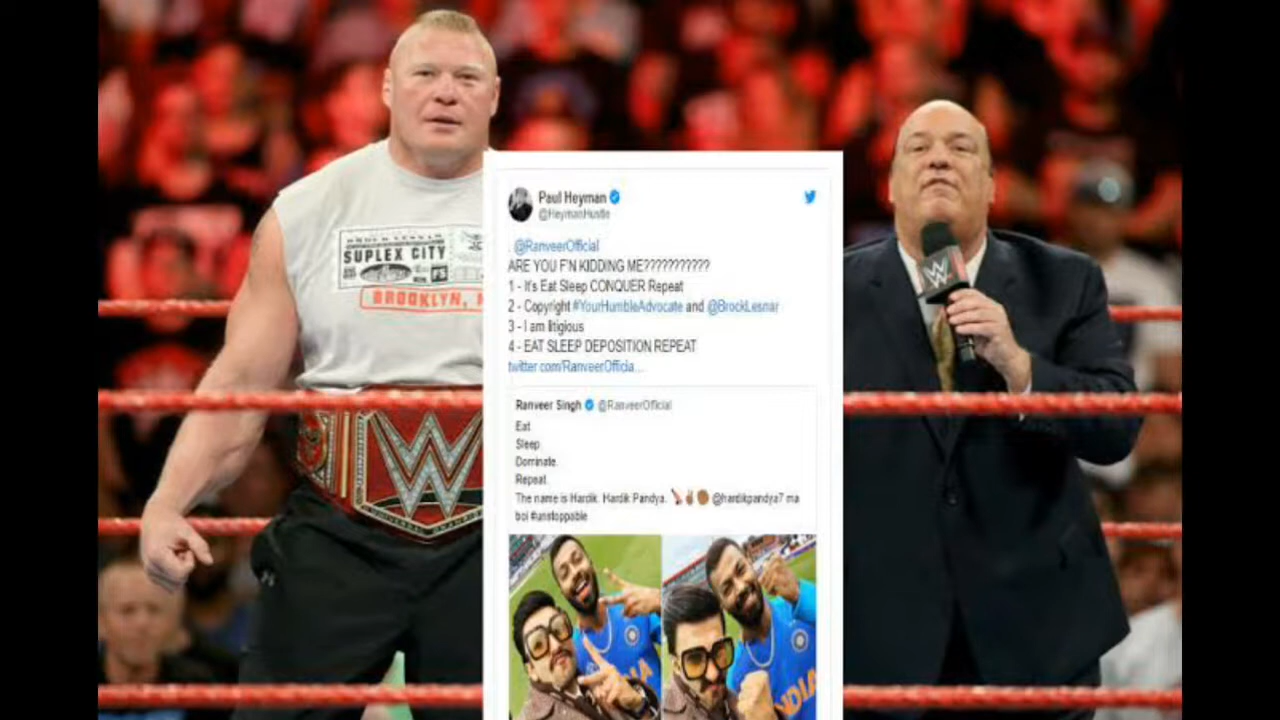 SUPLEX CITY
BROOKLYN, N
W
W
Paul Heyman
@HeymanHustle
. @RanveerOfficial
ARE YOU F'N KIDDING ME???????????
1 - It's Eat Sleep CONQUER Repeat
2 - Copyright #YourHumbleAdvocate and @BrockLesnar
3 - I am litigious
4 - EAT SLEEP DEPOSITION REPEAT
twitter.com/RanveerOfficia…
Ranveer Singh @RanveerOfficial
Eat.
Sleep.
Dominate.
Repeat.
The name is Hardik. Hardik Pandya. 🏏✌🏾✊🏾 @hardikpandya7 ma
boi #unstoppable
INDIA